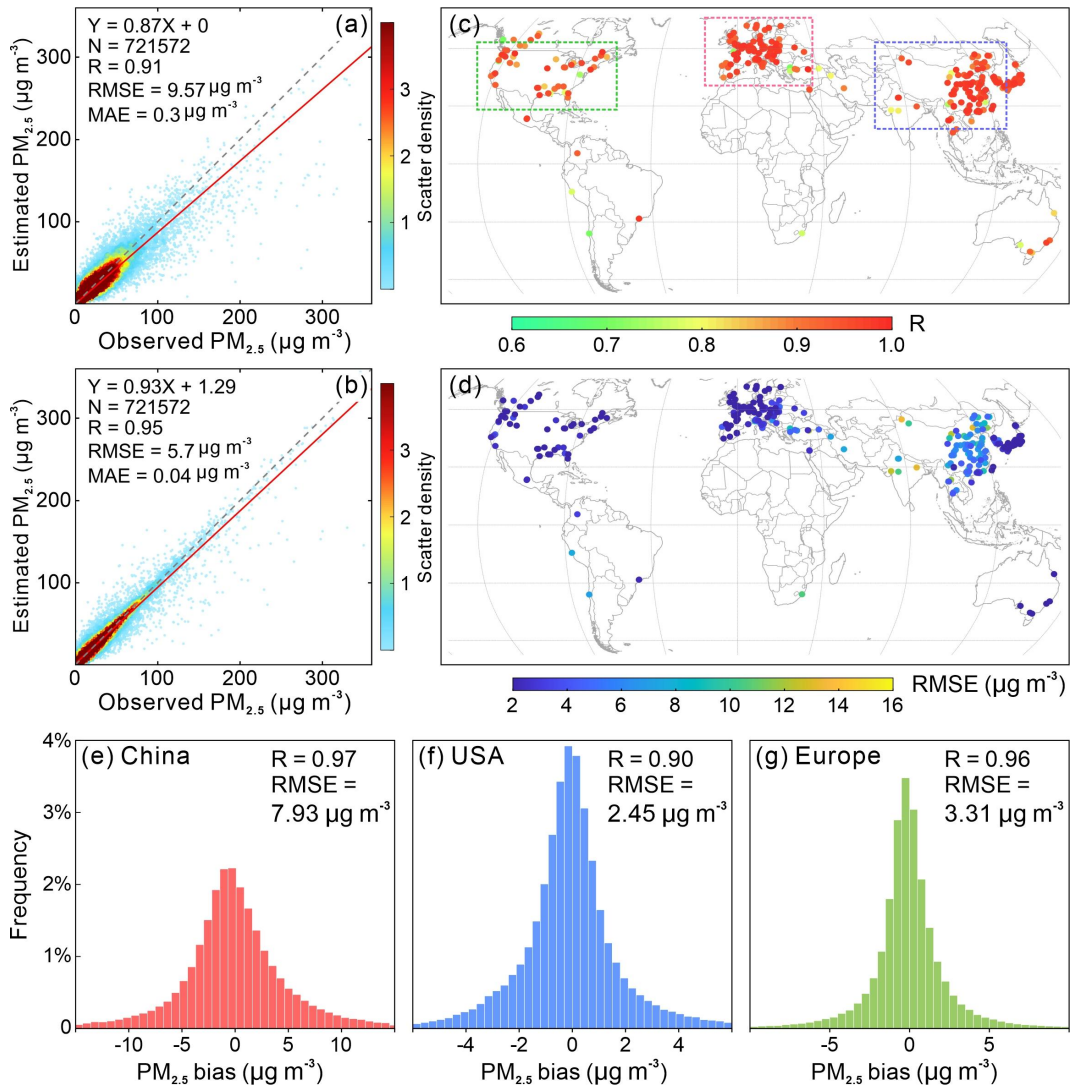 (a)
Y = 0.87X + 0
N = 721572
R = 0.91
RMSE = 9.57 µg m-3
MAE = 0.3 µg m-3
300
200
100
0
100
200
300
Estimated PM2.5 (µg m-3)
Observed PM2.5 (µg m-3)
3
2
1
Scatter density
(c)
0.6
0.7
0.8
0.9
1.0
R
(b)
Y = 0.93X + 1.29
N = 721572
R = 0.95
RMSE = 5.7 µg m-3
MAE = 0.04 µg m-3
300
200
100
0
100
200
300
Estimated PM2.5 (µg m-3)
Observed PM2.5 (µg m-3)
3
2
1
Scatter density
(d)
2
4
6
8
10
12
14
16
RMSE (µg m-3)
(e) China
R = 0.97
RMSE =
7.93 µg m-3
4%
3%
2%
1%
0
Frequency
-10
-5
0
5
10
PM2.5 bias (µg m-3)
(f) USA
R = 0.90
RMSE =
2.45 µg m-3
-4
-2
0
2
4
6
PM2.5 bias (µg m-3)
(g) Europe
R = 0.96
RMSE =
3.31 µg m-3
-5
0
5
10
PM2.5 bias (µg m-3)